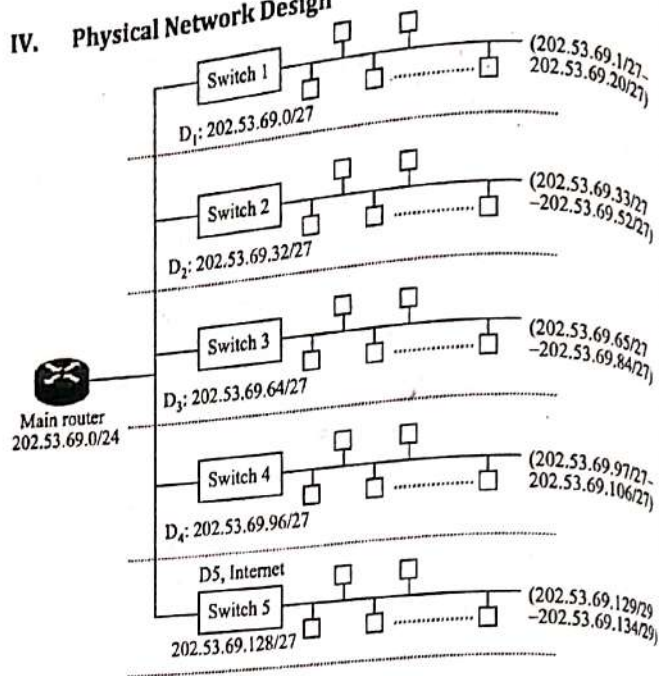 IV. Physical Network Design
Switch 1
(202.53.69.1/27-
202.53.69.20/27)
D₁: 202.53.69.0/27
Switch 2
(202.53.69.33/27
–202.53.69.52/27)
D₂: 202.53.69.32/27
Switch 3
(202.53.69.65/27
–202.53.69.84/27)
D₃: 202.53.69.64/27
Main router
202.53.69.0/24
Switch 4
(202.53.69.97/27-
202.53.69.106/27)
D₄: 202.53.69.96/27
D5, Internet
Switch 5
(202.53.69.129/29
–202.53.69.134/29)
202.53.69.128/27